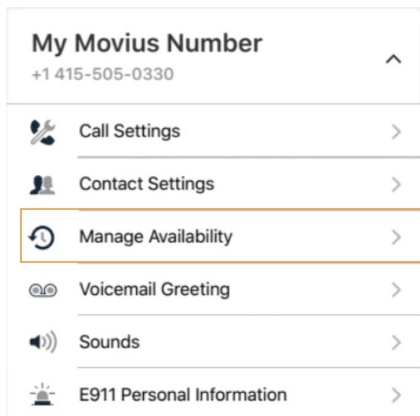 My Movius Number
+1 415-505-0330
Call Settings
Contact Settings
Manage Availability
Voicemail Greeting
Sounds
E911 Personal Information